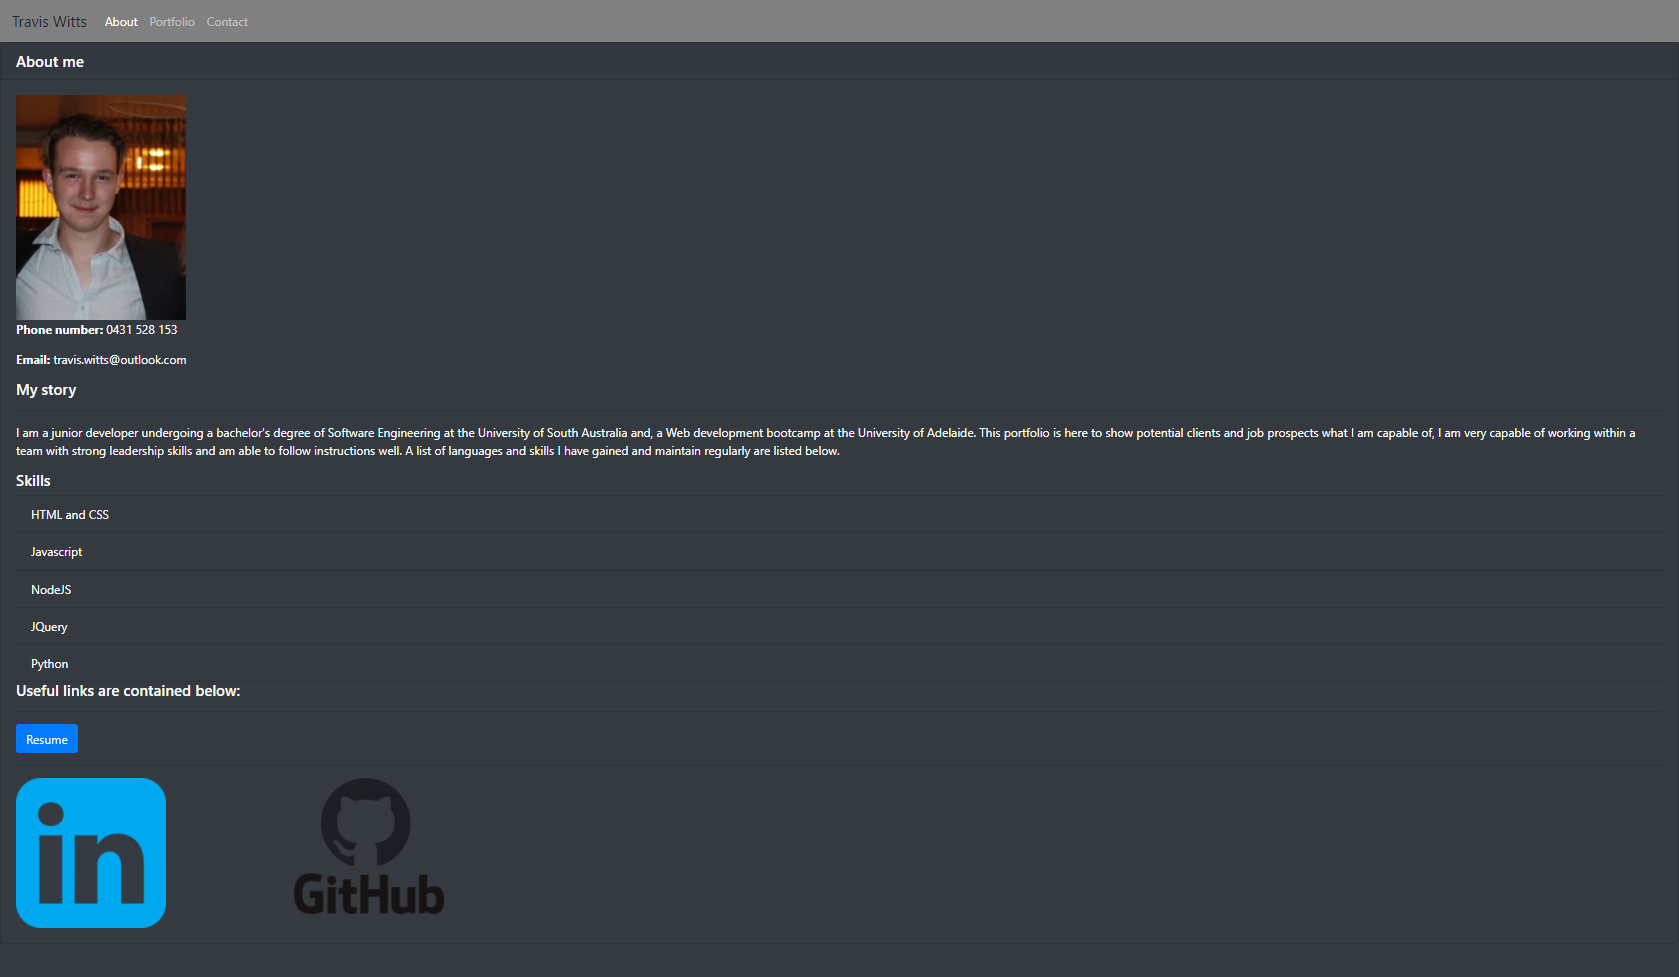 Travis Witts About Portfolio Contact
About me
Phone number: 0431 528 153
Email: travis.witts@outlook.com
My story
I am a junior developer undergoing a bachelor's degree of Software Engineering at the University of South Australia and, a Web development bootcamp at the University of Adelaide. This portfolio is here to show potential clients and job prospects what I am capable of, I am very capable of working within a
team with strong leadership skills and am able to follow instructions well. A list of languages and skills I have gained and maintain regularly are listed below.
Skills
HTML and CSS
Javascript
NodeJS
JQuery
Python
Useful links are contained below:
Resume
in
GitHub